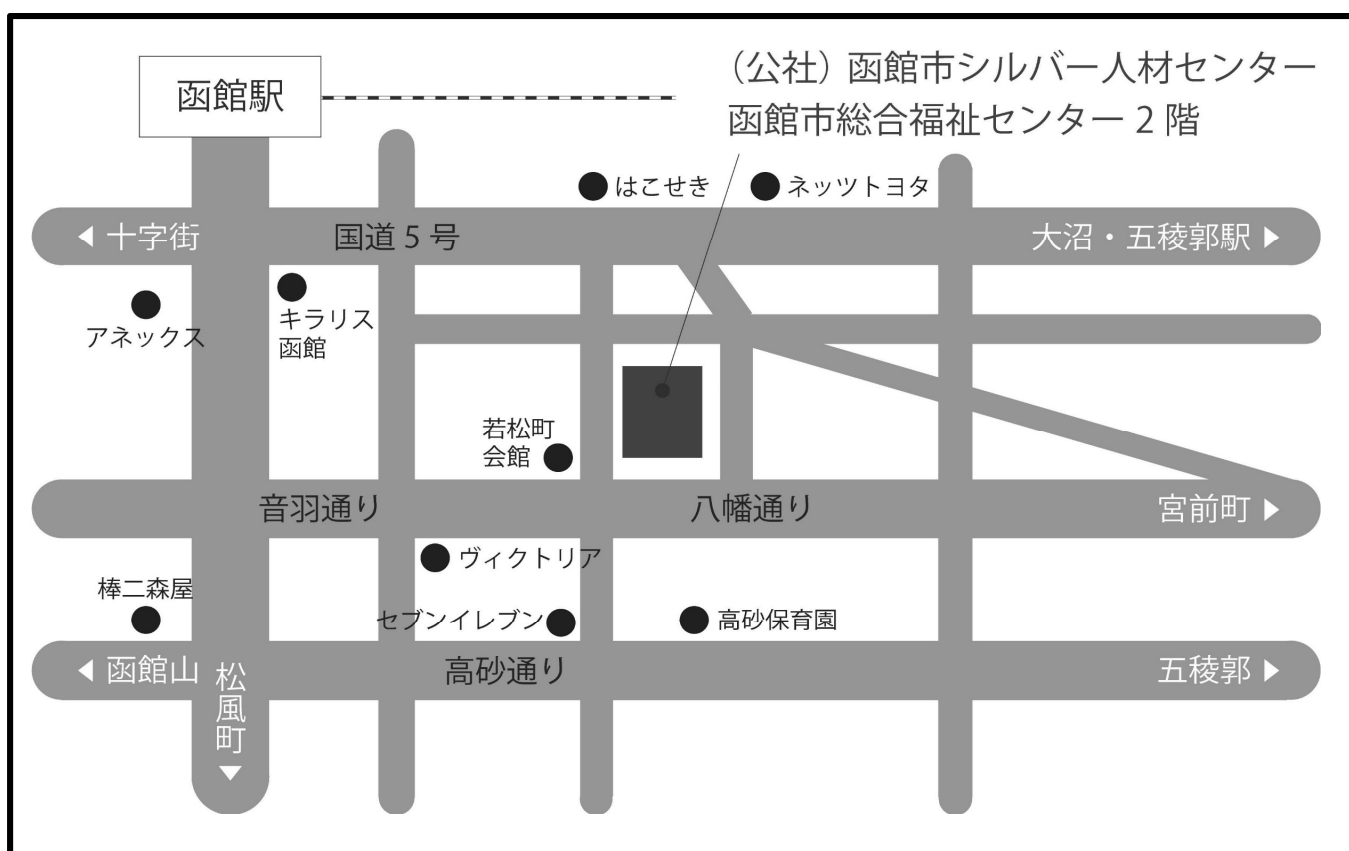 函館駅
（公社）函館市シルバー人材センター
函館市総合福祉センター 2 階
はこせき
ネッツトヨタ
◀ 十字街
国道 5 号
大沼・五稜郭駅 ▶
アネックス
キラリス
函館
若松町
会館
音羽通り
八幡通り
宮前町 ▶
ヴィクトリア
棒二森屋
セブンイレブン
高砂保育園
◀ 函館山
松風町
▼
高砂通り
五稜郭 ▶